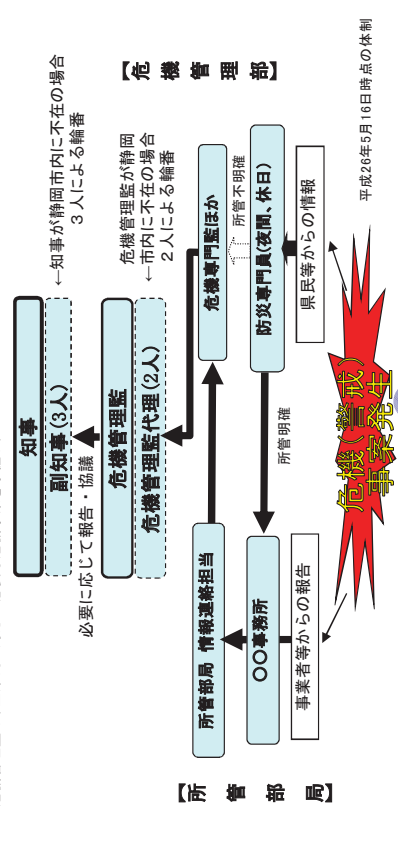 知事
副知事(3人)
←知事が静岡市内に不在の場合
3人による輪番
必要に応じて報告・協議
危機管理監
危機管理監代理(2人)
危機管理監が静岡
←市内に不在の場合
2人による輪番
【所管部局】
【危機管理部】
所管部局 情報連絡担当
危機専門監ほか
所管不明確
〇〇事務所
所管明確
防災専門員(夜間、休日)
事業者等からの報告
県民等からの情報
危機(警戒)
事案発生
平成26年5月16日時点の体制